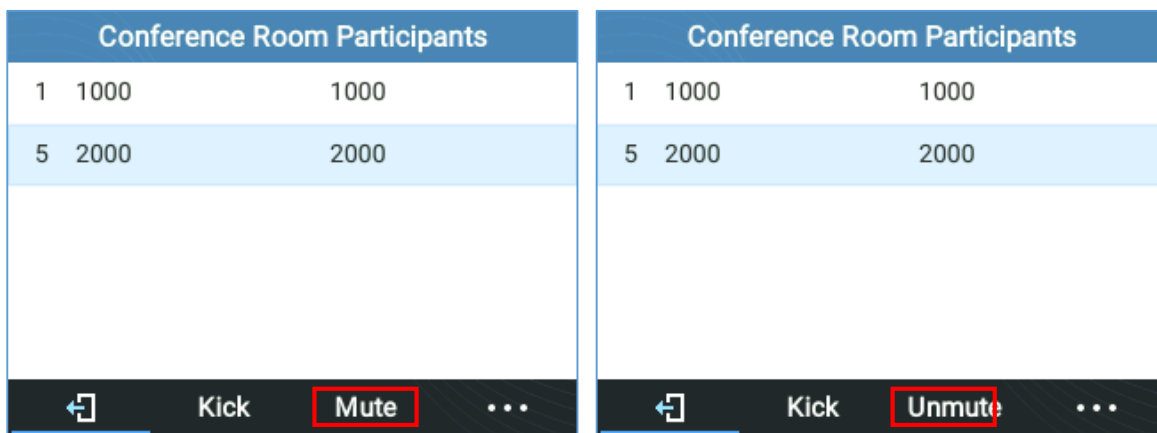 Conference Room Participants
1 1000 1000
5 2000 2000
Kick Mute ...
Conference Room Participants
1 1000 1000
5 2000 2000
Kick Unmute ...